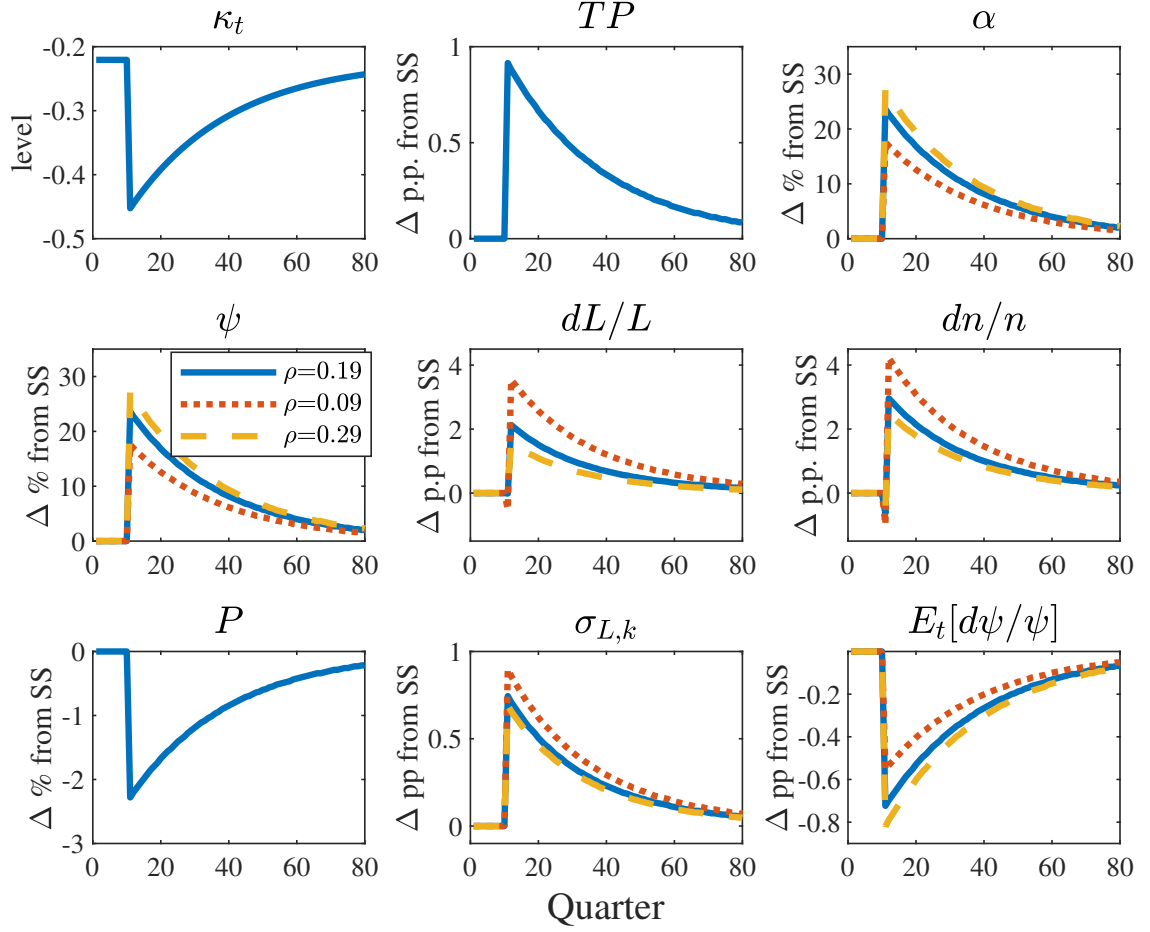 κt TP α
level
-0.2
-0.3
-0.4
-0.5
0 20 40 60 80
Δ p.p. from SS
1
0.5
0
0 20 40 60 80
Δ % from SS
30
20
10
0
0 20 40 60 80
ψ dL/L dn/n
Δ % from SS
30
20
10
0
0 20 40 60 80
ρ=0.19
ρ=0.09
ρ=0.29
Δ p.p from SS
4
2
0
0 20 40 60 80
Δ p.p. from SS
4
2
0
0 20 40 60 80
P σL,k Et[dψ/ψ]
Δ % from SS
0
-1
-2
-3
0 20 40 60 80
Δ pp from SS
1
0.5
0
0 20 40 60 80
Δ pp from SS
-0.2
-0.4
-0.6
-0.8
0 20 40 60 80
Quarter